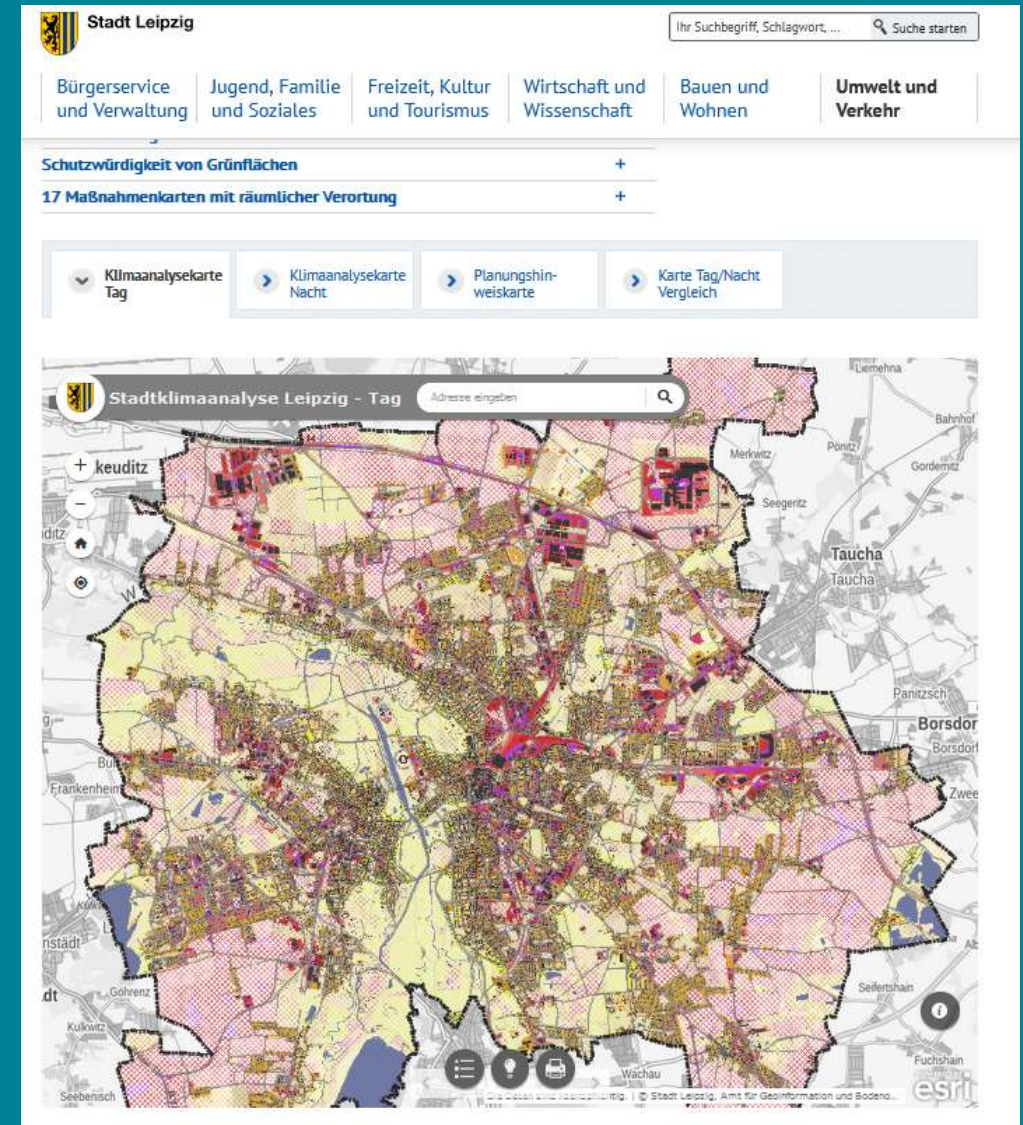 Stadt Leipzig
Ihr Suchbegriff, Schlagwort, ...
Suche starten
Bürgerservice
und Verwaltung
Jugend, Familie
und Soziales
Freizeit, Kultur
und Tourismus
Wirtschaft und
Wissenschaft
Bauen und
Wohnen
Umwelt und
Verkehr
Schutzwürdigkeit von Grünflächen +
17 Maßnahmenkarten mit räumlicher Verortung +
Klimaanalysekarte
Tag
Klimaanalysekarte
Nacht
Planungshin-
weiskarte
Karte Tag/Nacht
Vergleich
Stadtklimaanalyse Leipzig - Tag
Adresse eingeben
Liemehna
Bahnhof
Pönitz
Merkwitz
Gordemitz
+ keuditz
Seegeritz
−
Taucha
Taucha
Panitzsch
Borsdor
Borsdorf
Frankenheim
Zwee
nstädt
dt
Gohrenz
Seifertshain
Kulkwitz
Fuchshain
Wachau
Seebenisch
| © Stadt Leipzig, Amt für Geoinformation und Bodeno...
esri